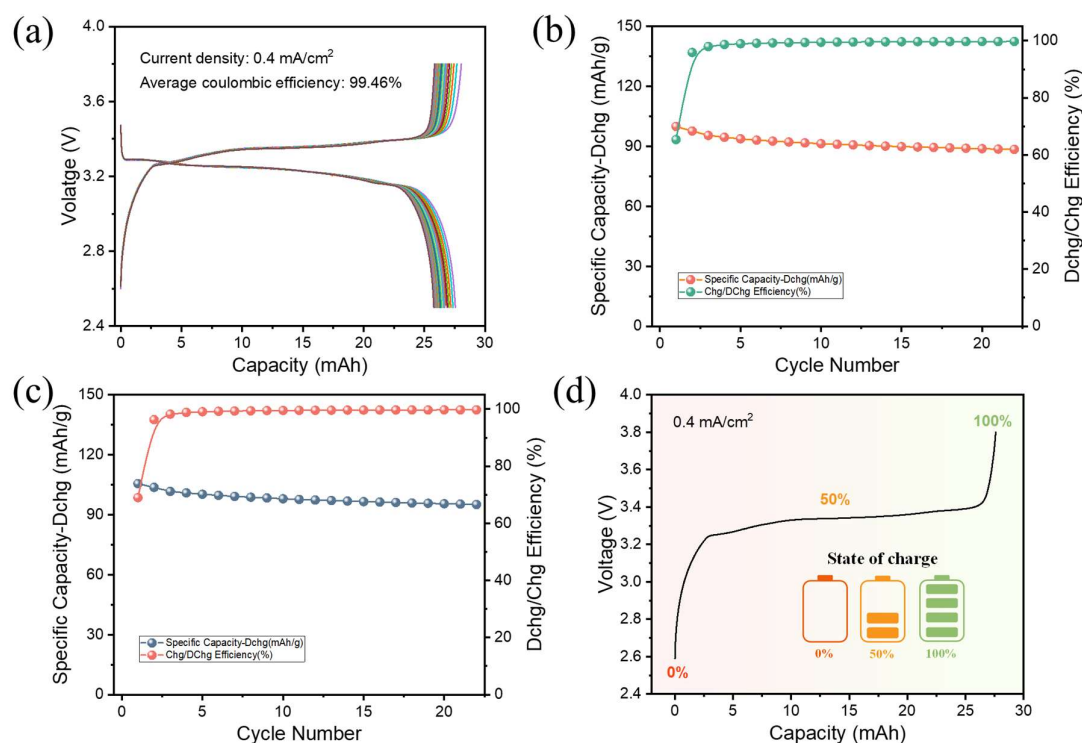 (a)
4.0
3.6
3.2
2.8
2.4
Volatge (V)
Current density: 0.4 mA/cm²
Average coulombic efficiency: 99.46%
0 5 10 15 20 25 30
Capacity (mAh)
(b)
150
120
90
60
30
0
Specific Capacity-Dchg (mAh/g)
Specific Capacity-Dchg(mAh/g)
Chg/DChg Efficiency(%)
100
80
60
40
20
0
Dchg/Chg Efficiency (%)
0 5 10 15 20
Cycle Number
(c)
150
120
90
60
30
0
Specific Capacity-Dchg (mAh/g)
Specific Capacity-Dchg(mAh/g)
Chg/DChg Efficiency(%)
100
80
60
40
20
0
Dchg/Chg Efficiency (%)
0 5 10 15 20
Cycle Number
(d)
4.0
3.8
3.6
3.4
3.2
3.0
2.8
2.6
2.4
Voltage (V)
0.4 mA/cm²
100%
50%
State of charge
0% 50% 100%
0%
0 5 10 15 20 25 30
Capacity (mAh)